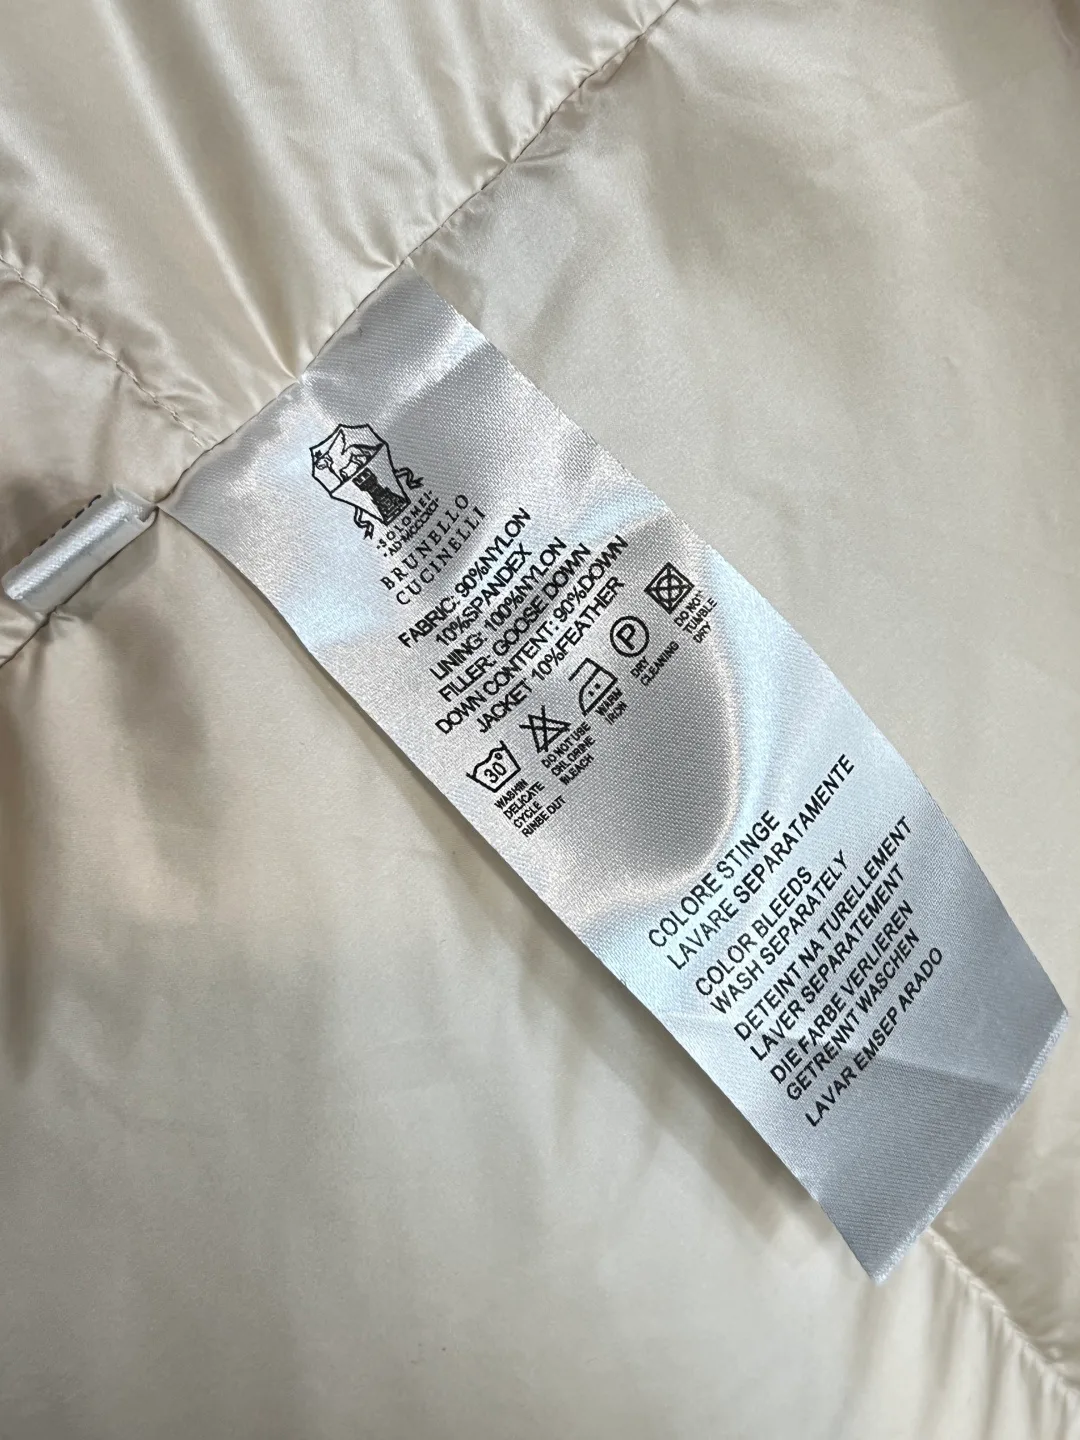 ·SOLOMEI·
BRUNELLO
CUCINELLI
FABRIC: 90%NYLON
10%SPANDEX
LINING: 100%NYLON
FILLER: GOOSE DOWN
DOWN CONTENT: 90%DOWN
JACKET 10%FEATHER
30°
WASHIN
DELICATE
CYCLE
RINBE OUT
DO NOT USE
CHLORINE
BLEACH
WARM
IRON
P
DRY
CLEANING
DO NOT
TUMBLE
DRY
COLORE STINGE
LAVARE SEPARATAMENTE
COLOR BLEEDS
WASH SEPARATELY
DETEINT NA TURELLEMENT
LAVER SEPARATEMENT
DIE FARBE VERLIEREN
GETRENNT WASCHEN
LAVAR EMSEP ARADO